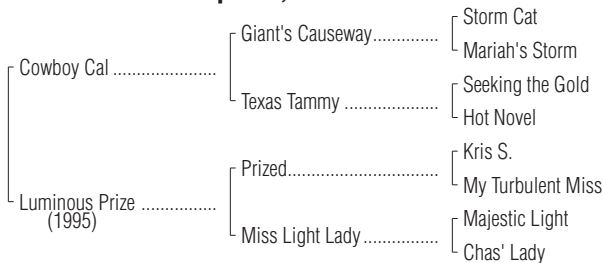 Cowboy Cal ......................
Giant's Causeway..............
Storm Cat
Mariah's Storm
Texas Tammy ....................
Seeking the Gold
Hot Novel
Luminous Prize ................
(1995)
Prized................................
Kris S.
My Turbulent Miss
Miss Light Lady................
Majestic Light
Chas' Lady